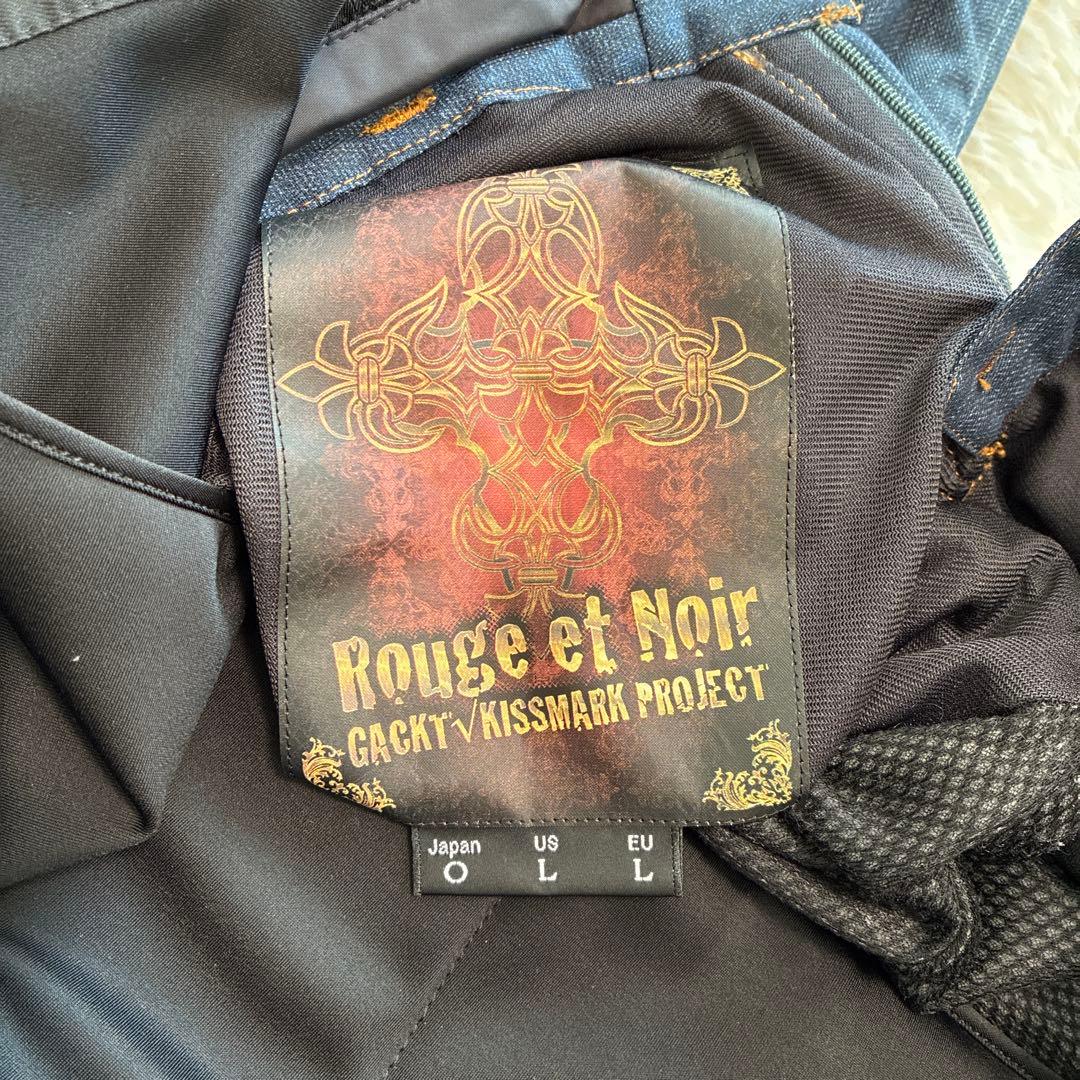 Rouge et Noir
GACKT√KISSMARK PROJECT
Japan US EU
O L L